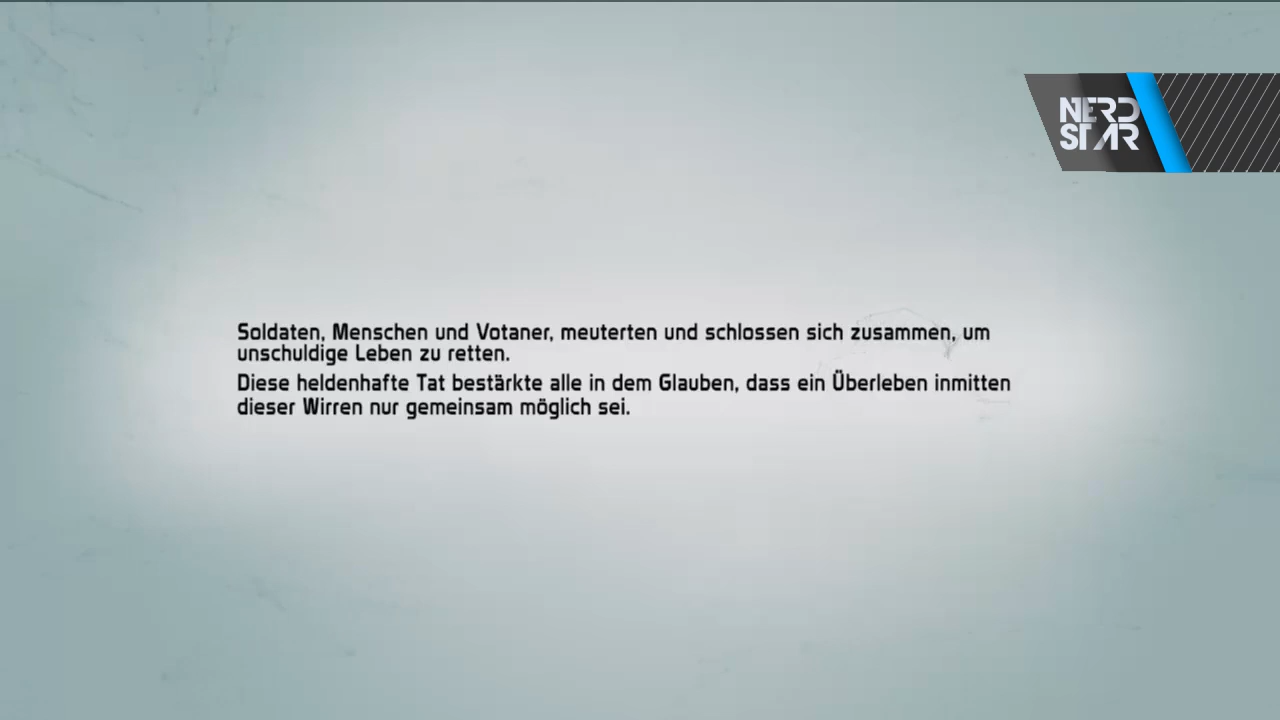 NERD
STAR
Soldaten, Menschen und Votaner, meuterten und schlossen sich zusammen, um
unschuldige Leben zu retten.
Diese heldenhafte Tat bestärkte alle in dem Glauben, dass ein Überleben inmitten
dieser Wirren nur gemeinsam möglich sei.